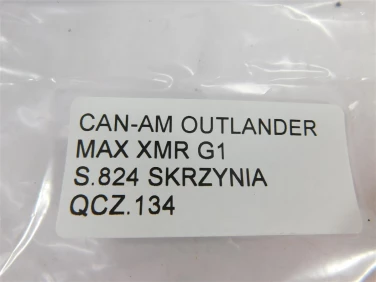 CAN-AM OUTLANDER
MAX XMR G1
S.824 SKRZYNIA
QCZ.134